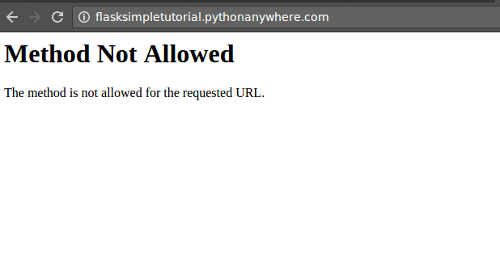 flasksimpletutorial.pythonanywhere.com
Method Not Allowed
The method is not allowed for the requested URL.